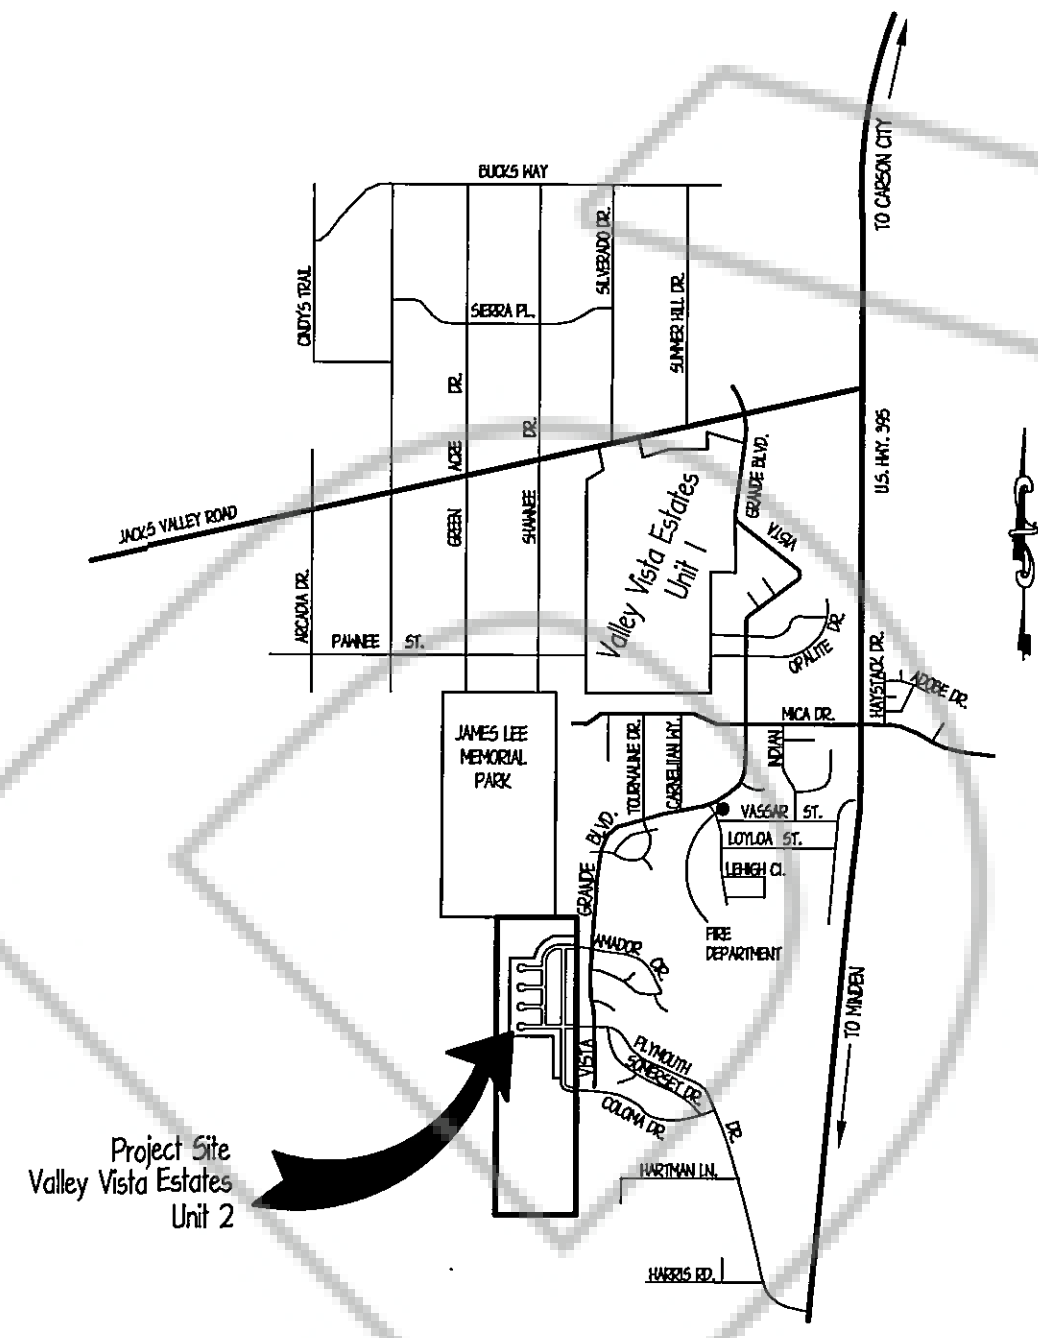 BUCKS WAY
TO CARSON CITY
CINDY'S TRAIL
SILVERADO DR.
SIERRA PL.
SUMMER HILL DR.
GREEN ACRE DR.
SHAWNEE DR.
U.S. HWY. 395
GRANDE BLVD.
VISTA
JACKS VALLEY ROAD
Valley Vista Estates
Unit 1
ARCADIA DR.
PAWNEE ST.
OPALITE DR.
HAYSTACK DR.
ADOBE DR.
MICA DR.
JAMES LEE
MEMORIAL
PARK
TOURNALINE DR.
CARNELIIAN WY.
INDIAN
VASSAR ST.
LOYLOA ST.
LEHIGH CI.
VISTA GRANDE BLVD.
FIRE
DEPARTMENT
AMADOR CIR.
TO MINDEN
PLYMOUTH DR.
SOMERSET DR.
COLOMA DR.
Project Site
Valley Vista Estates
Unit 2
HARTMAN LN.
HARRIS RD.